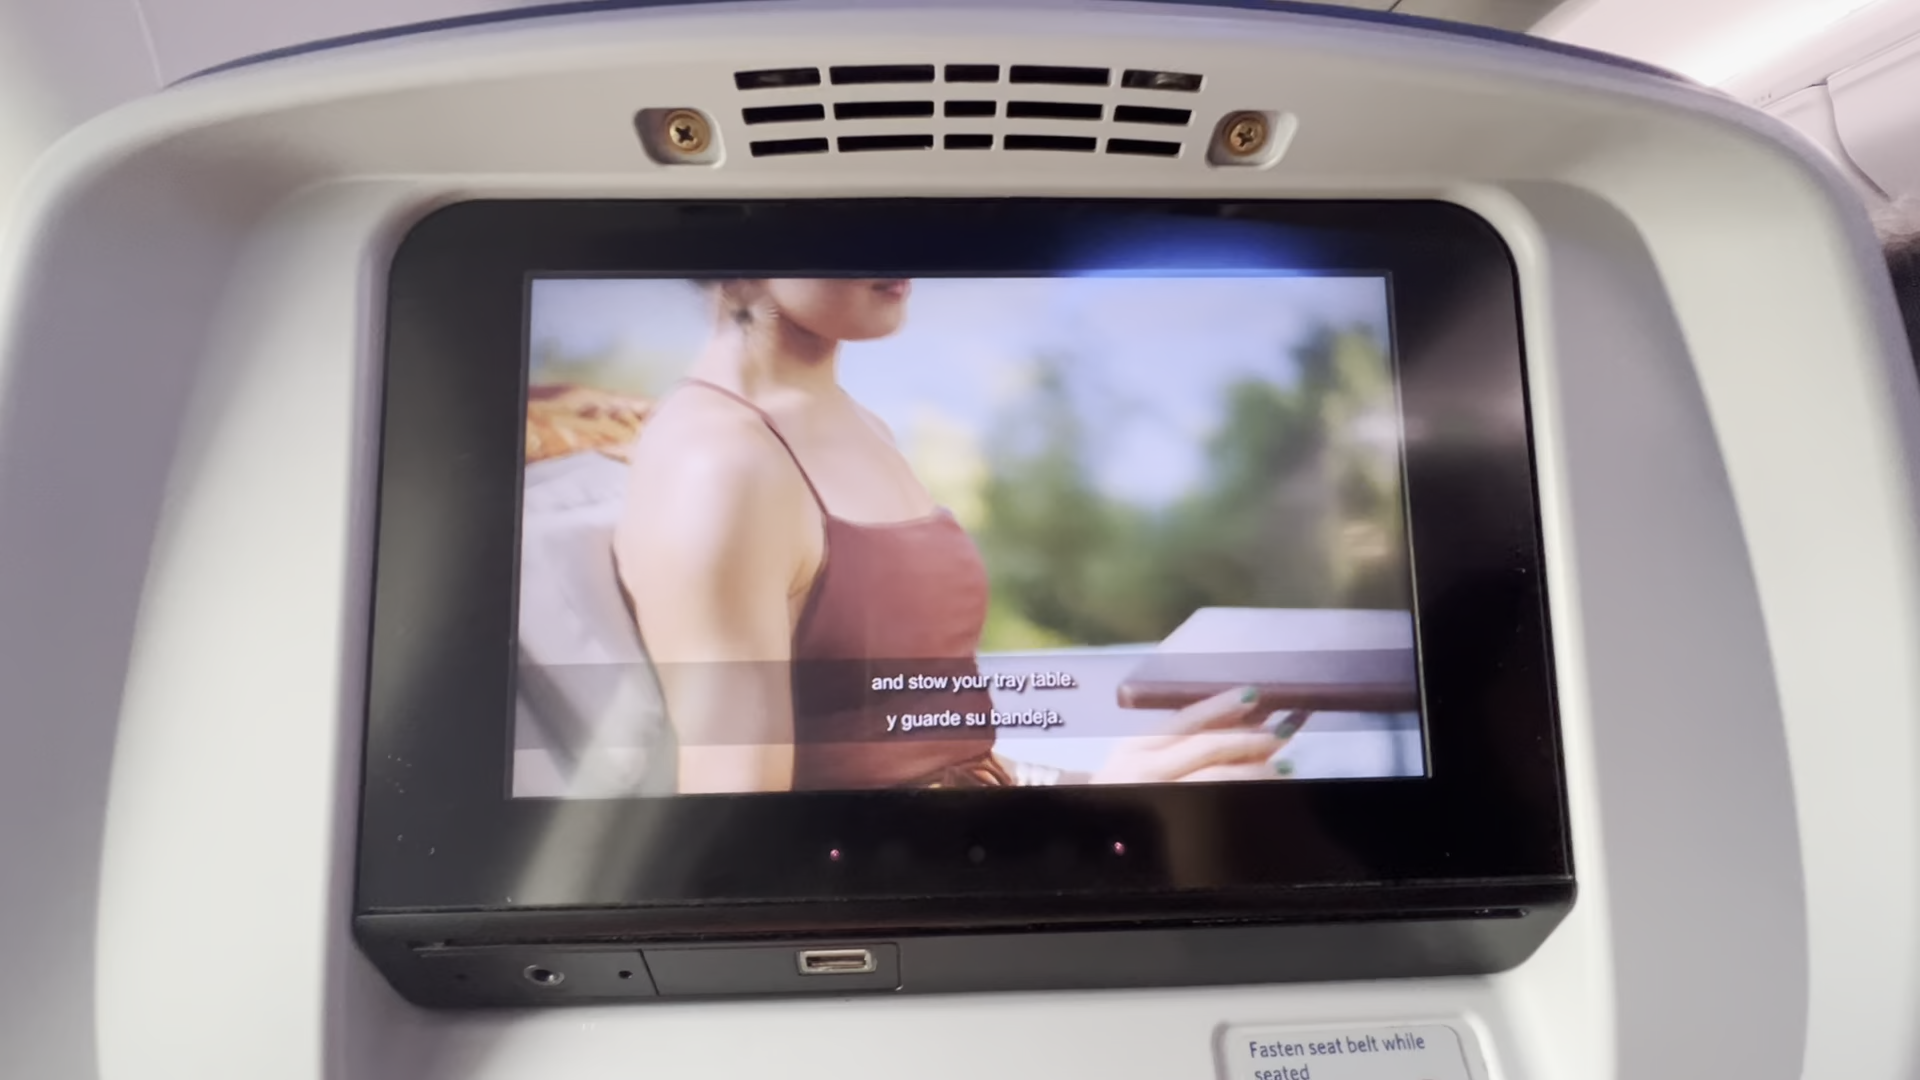 and stow your tray table.
y guarde su bandeja.
Fasten seat belt while
seated